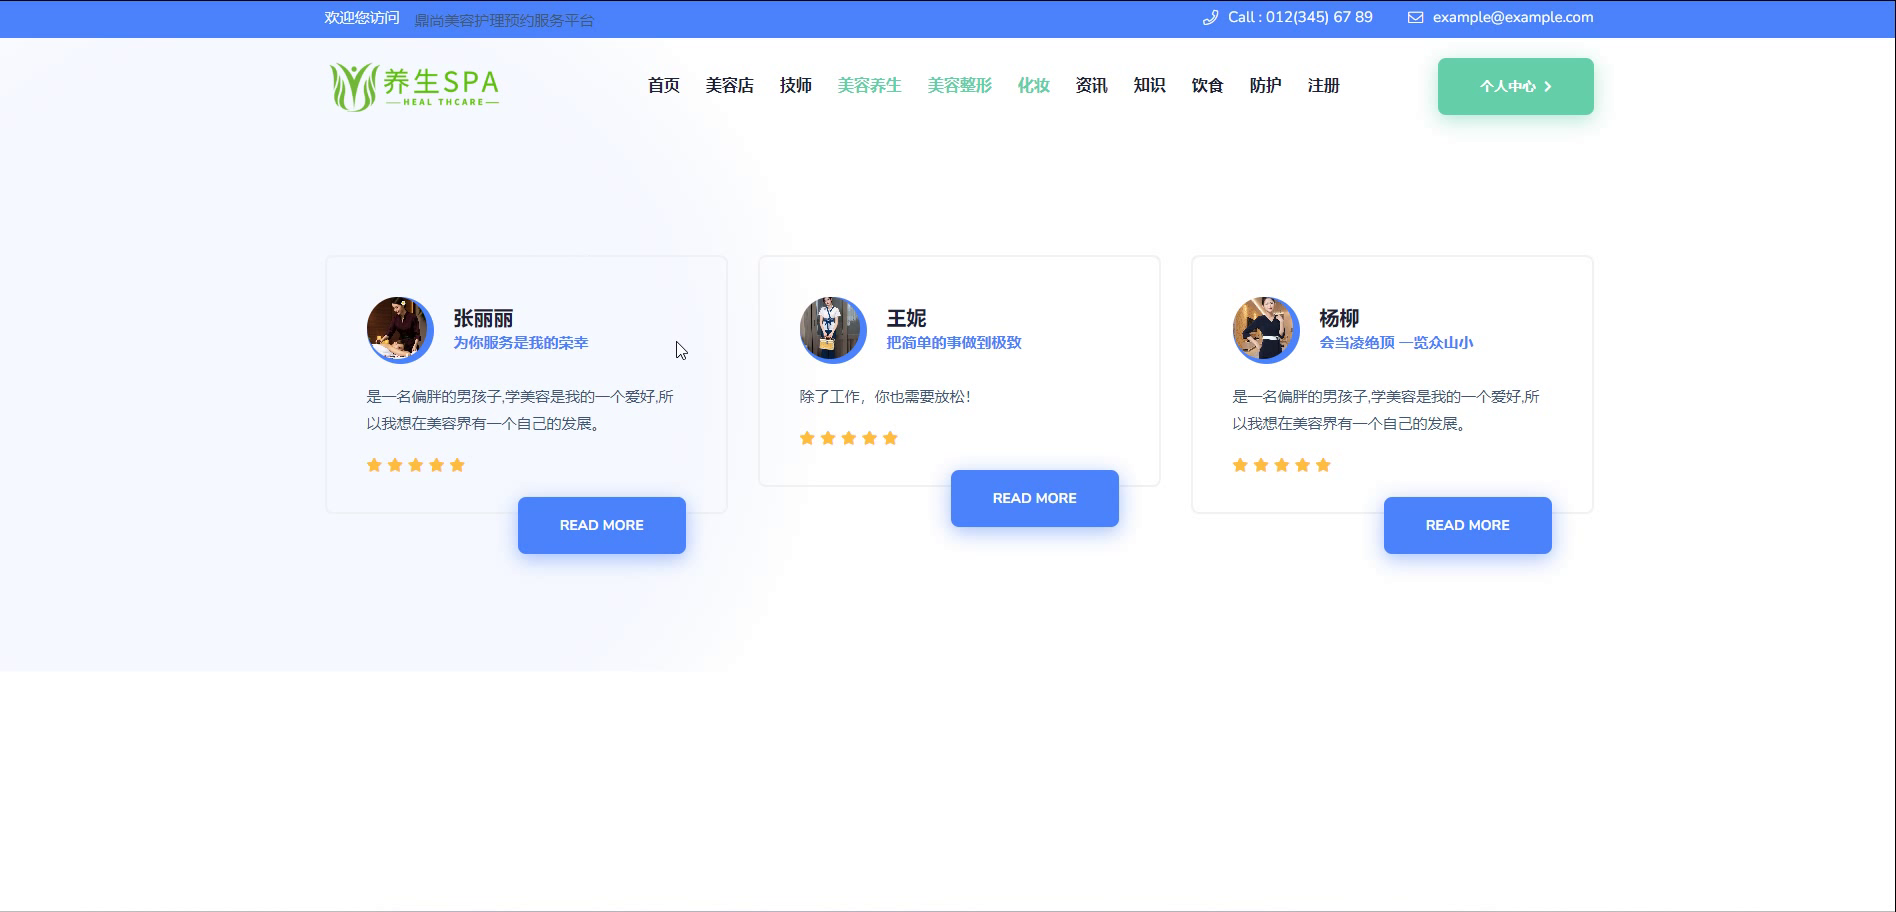 欢迎您访问 鼎尚美容护理预约服务平台 Call : 012(345) 67 89 example@example.com
养生SPA
HEAL THCARE
首页 美容店 技师 美容养生 美容整形 化妆 资讯 知识 饮食 防护 注册
个人中心
张丽丽
为你服务是我的荣幸
是一名偏胖的男孩子,学美容是我的一个爱好,所
以我想在美容界有一个自己的发展。
READ MORE
王妮
把简单的事做到极致
除了工作，你也需要放松！
READ MORE
杨柳
会当凌绝顶 一览众山小
是一名偏胖的男孩子,学美容是我的一个爱好,所
以我想在美容界有一个自己的发展。
READ MORE